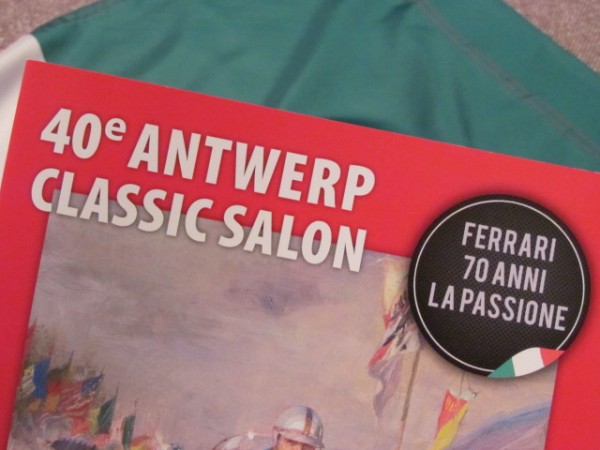 40e ANTWERP
CLASSIC SALON
FERRARI
70 ANNI
LA PASSIONE